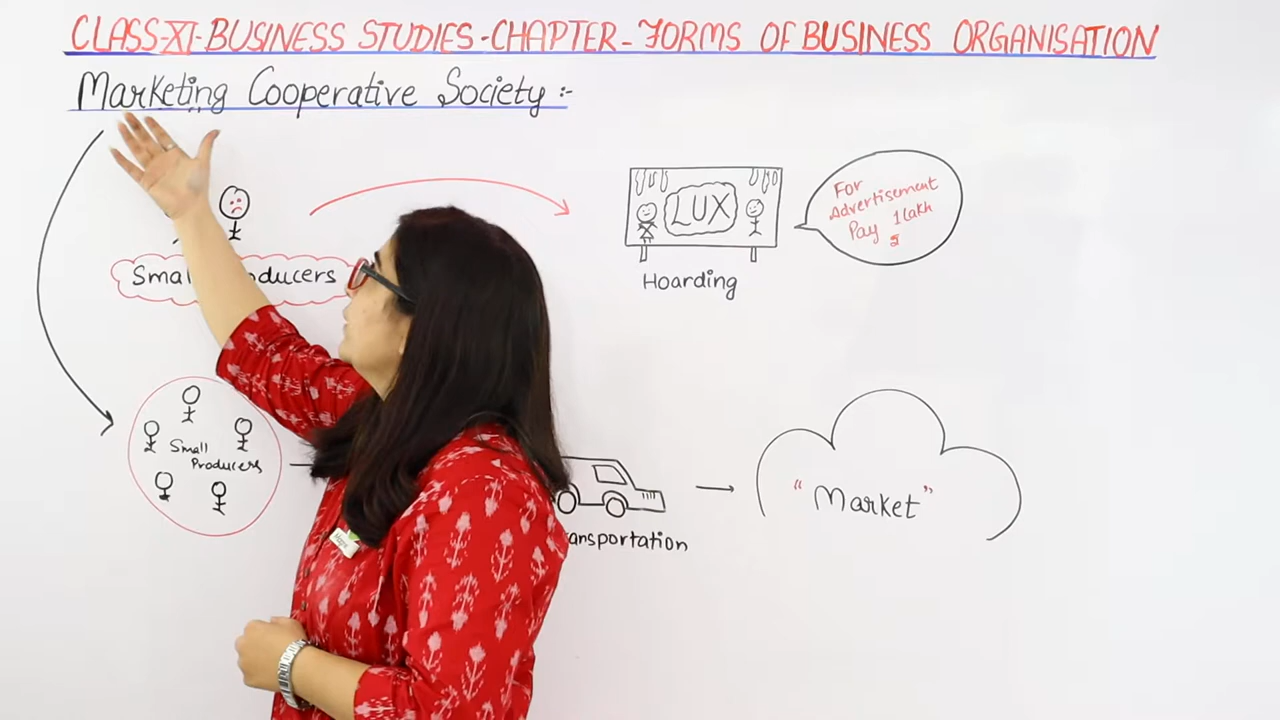 CLASS-XI-BUSINESS STUDIES-CHAPTER-FORMS OF BUSINESS ORGANISATION
Marketing Cooperative Society :-
LUX
For
Advertisement
Pay 1 lakh
Small
Hoarding
Small
Producers
"Market"